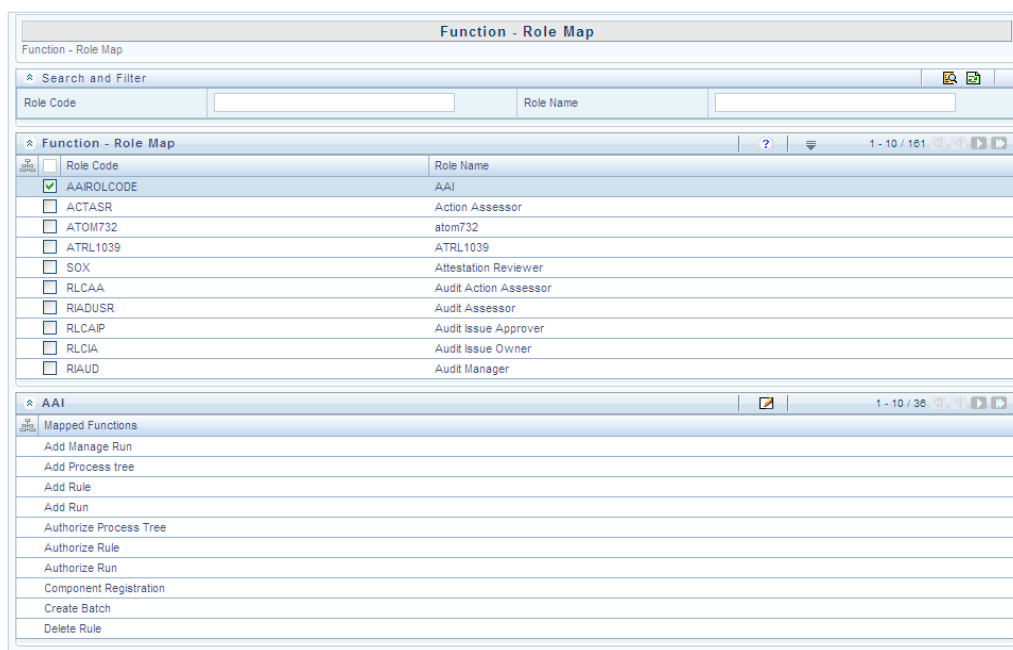 Function - Role Map
Function - Role Map
Search and Filter
Role Code Role Name
Function - Role Map ? 1 - 10 / 161
Role Code Role Name
AAIROLCODE AAI
ACTASR Action Assessor
ATOM732 atom732
ATRL1039 ATRL1039
SOX Attestation Reviewer
RLCAA Audit Action Assessor
RIADUSR Audit Assessor
RLCAIP Audit Issue Approver
RLCIA Audit Issue Owner
RIAUD Audit Manager
AAI 1 - 10 / 36
Mapped Functions
Add Manage Run
Add Process tree
Add Rule
Add Run
Authorize Process Tree
Authorize Rule
Authorize Run
Component Registration
Create Batch
Delete Rule